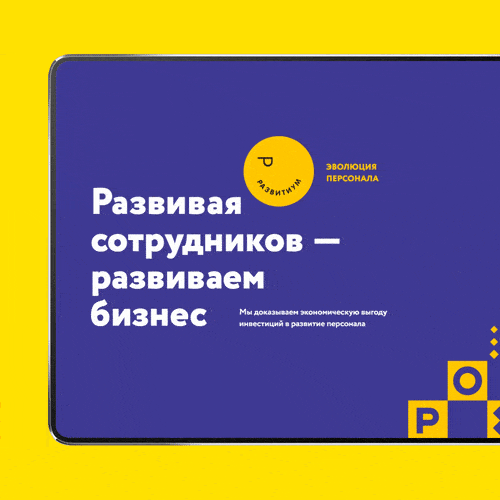 Р
РАЗВИТИУМ
ЭВОЛЮЦИЯ
ПЕРСОНАЛА
Развивая
сотрудников —
развиваем
бизнес
Мы доказываем экономическую выгоду
инвестиций в развитие персонала
О
Р